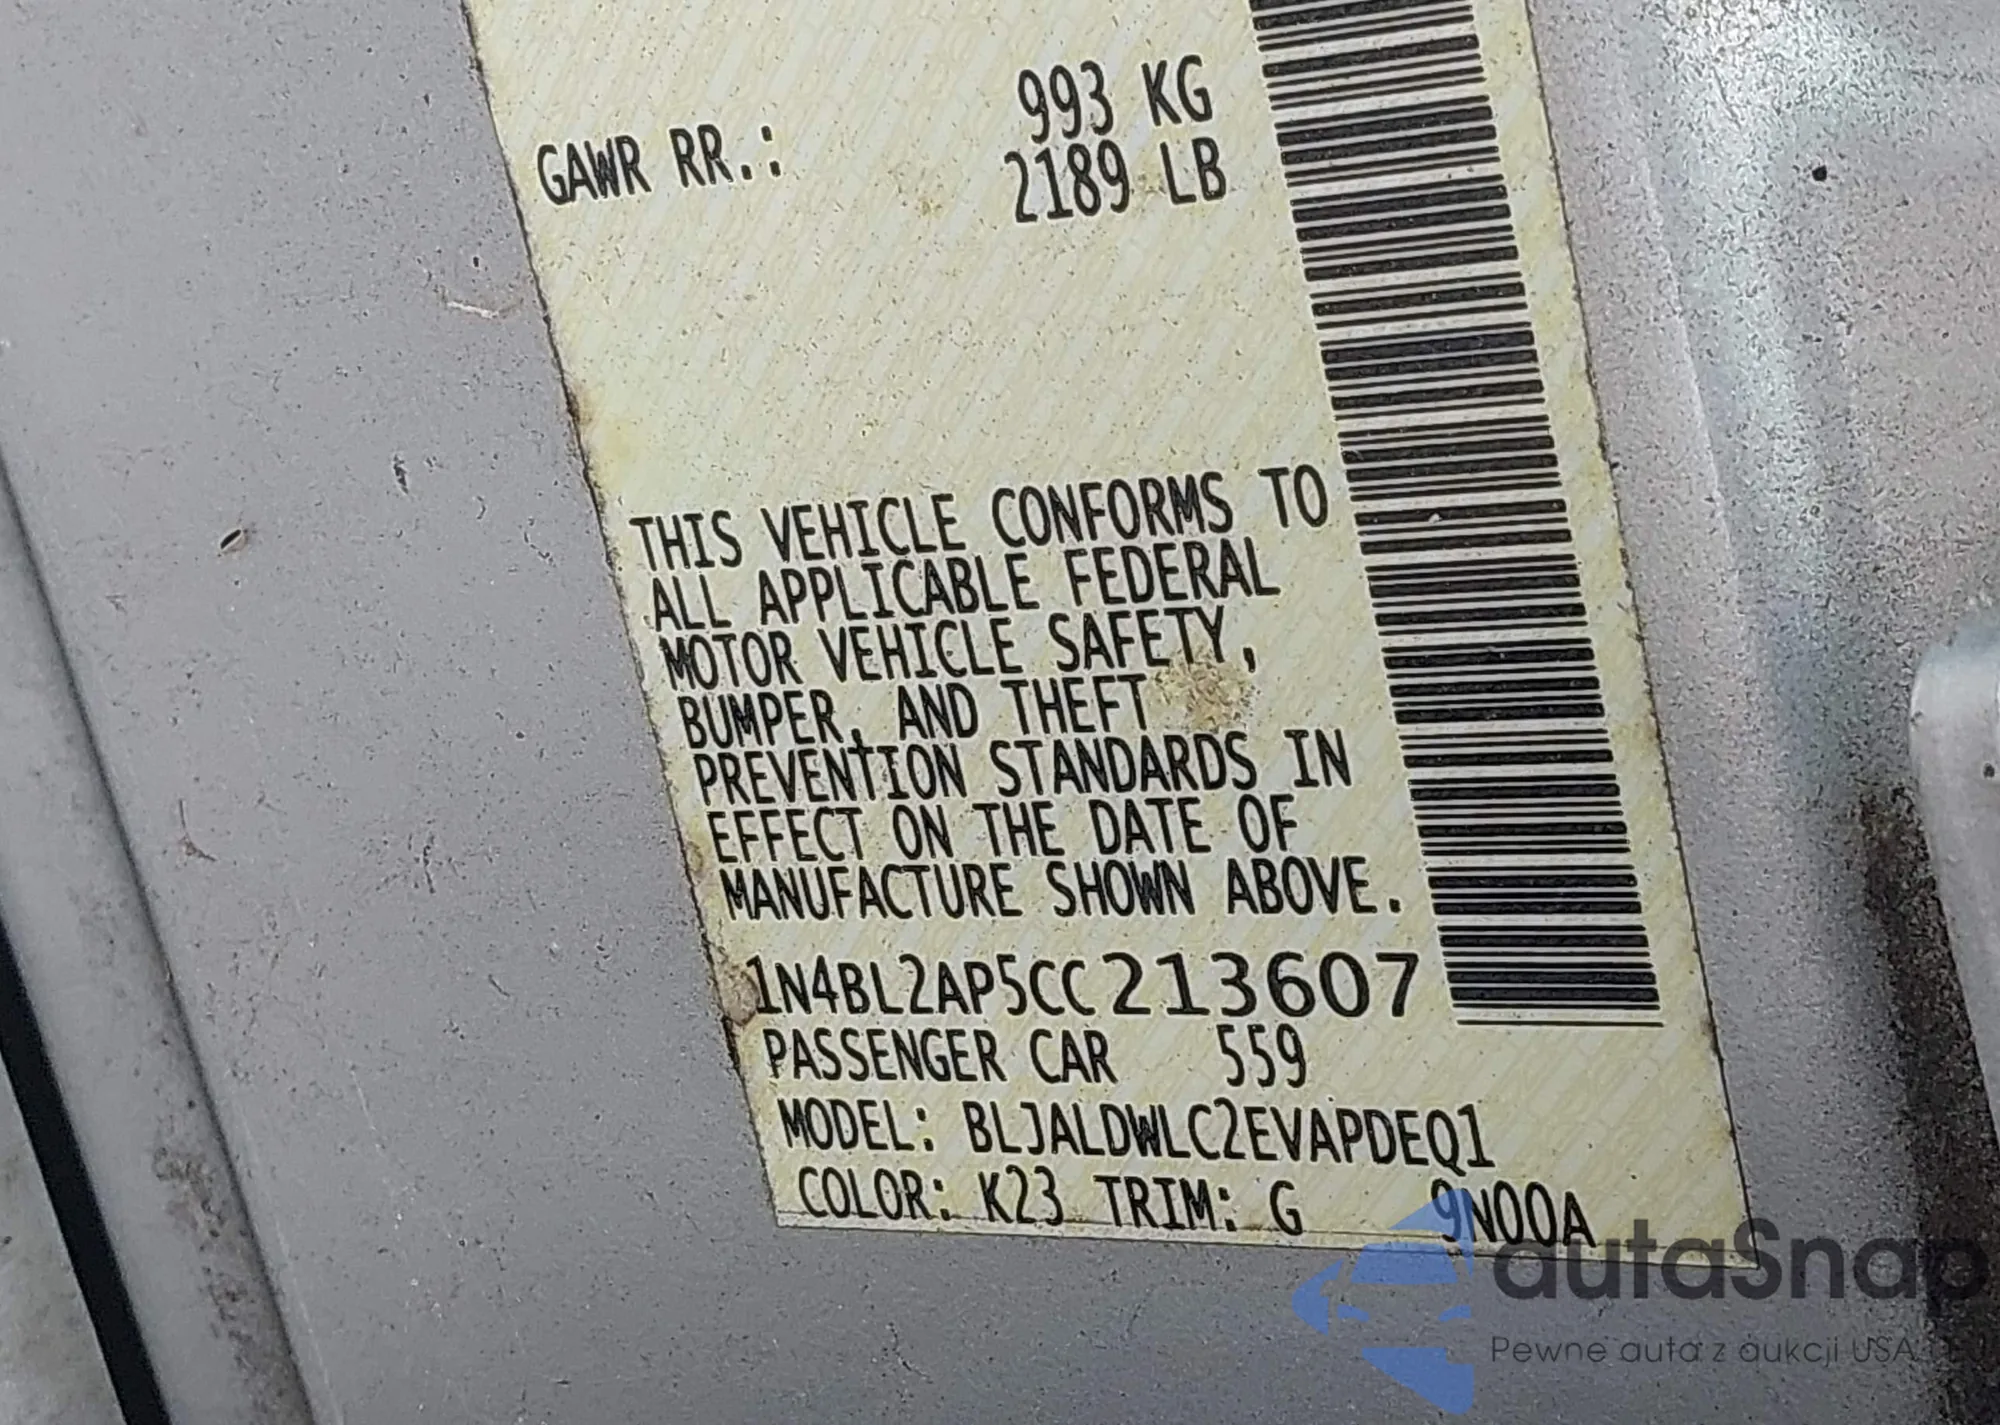 993 KG
GAWR RR.: 2189 LB
THIS VEHICLE CONFORMS TO
ALL APPLICABLE FEDERAL
MOTOR VEHICLE SAFETY,
BUMPER, AND THEFT
PREVENTION STANDARDS IN
EFFECT ON THE DATE OF
MANUFACTURE SHOWN ABOVE.
1N4BL2AP5CC213607
PASSENGER CAR 559
MODEL: BLJALDWLC2EVAPDEQ1
COLOR: K23 TRIM: G 9N00A
autaSnap
Pewne auta z aukcji USA